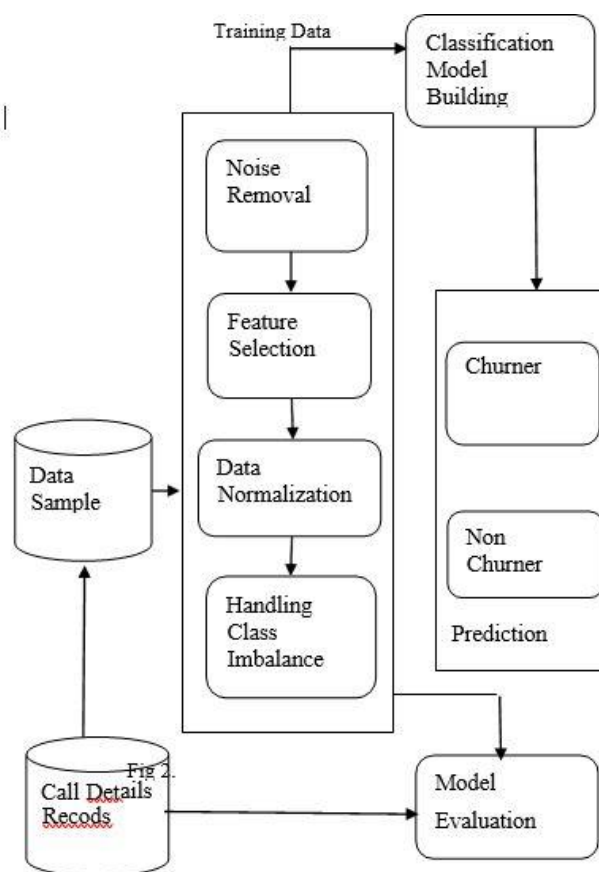 Training Data
Classification
Model
Building
Noise
Removal
Feature
Selection
Churner
Data
Sample
Data
Normalization
Non
Churner
Handling
Class
Imbalance
Prediction
Fig 2.
Call Details
Recods
Model
Evaluation